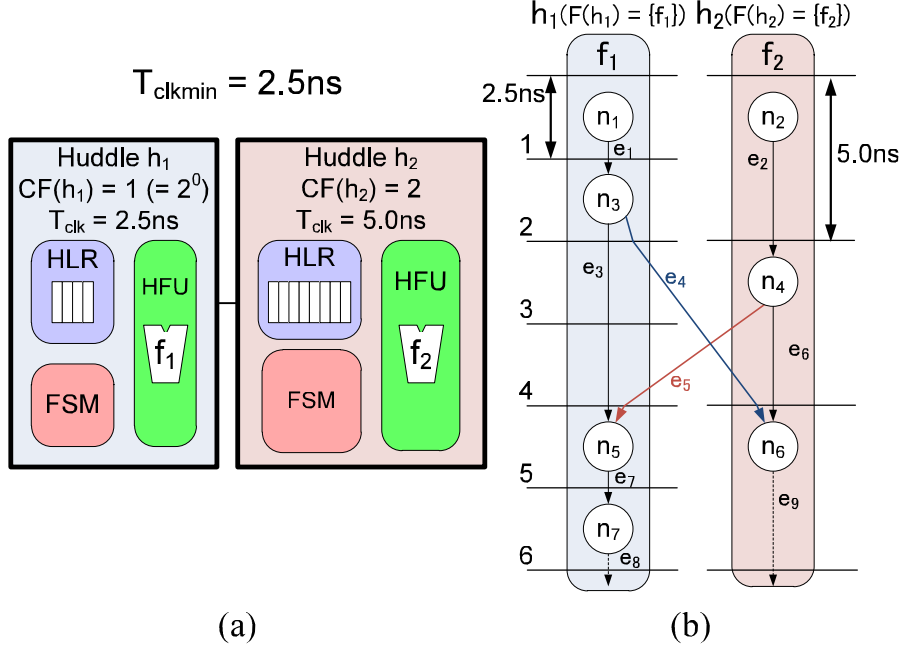 T_clkmin = 2.5ns
Huddle h₁
CF(h₁) = 1 (= 2⁰)
T_clk = 2.5ns
HLR
HFU
f₁
FSM
Huddle h₂
CF(h₂) = 2
T_clk = 5.0ns
HLR
HFU
f₂
FSM
(a)
h₁(F(h₁) = {f₁})
h₂(F(h₂) = {f₂})
f₁
f₂
2.5ns
5.0ns
n₁
n₂
1
e₁
e₂
n₃
2
e₃
e₄
n₄
3
e₆
e₅
4
n₅
n₆
5
e₇
e₉
n₇
6
e₈
(b)